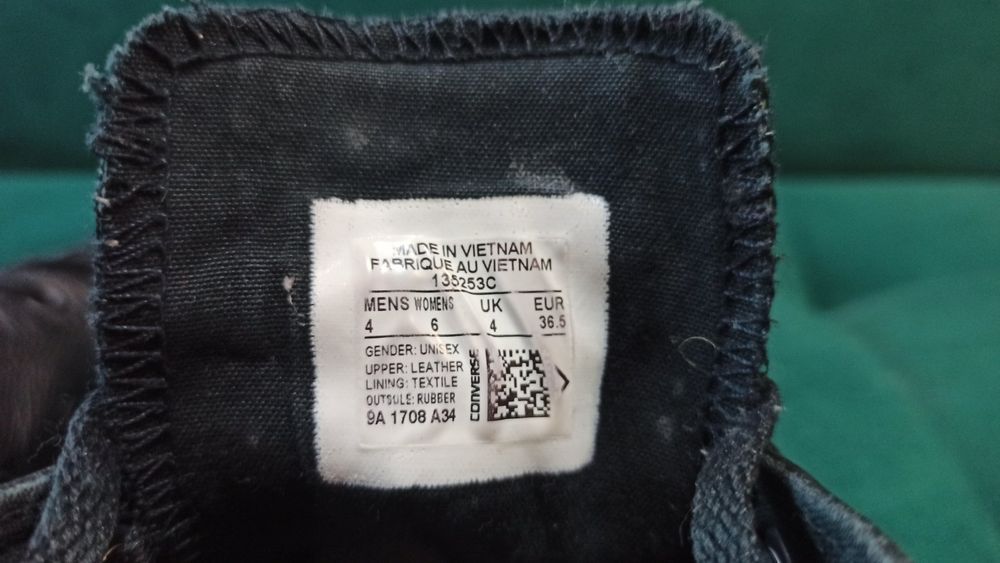 MADE IN VIETNAM
FABRIQUE AU VIETNAM
135253C
MENS WOMENS UK EUR
4 6 4 36.5
GENDER: UNISEX
UPPER: LEATHER
LINING: TEXTILE
OUTSOLE: RUBBER
9A 1708 A34
CONVERSE